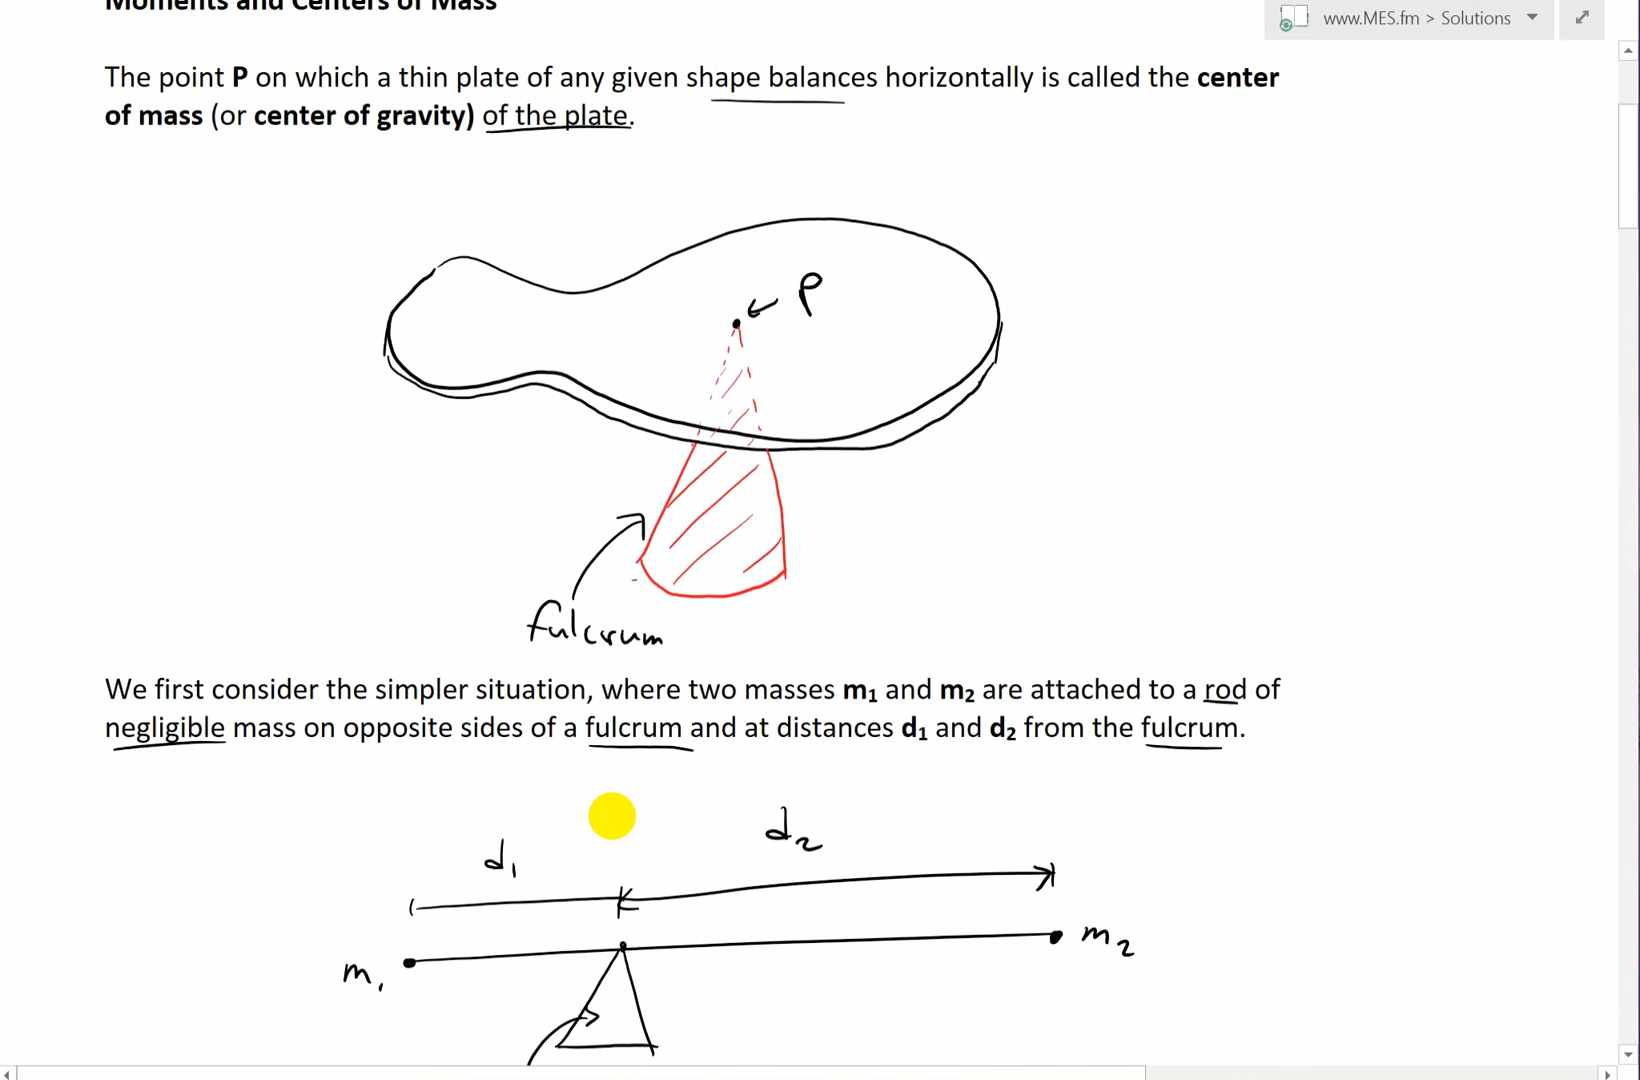 Moments and Centers of Mass
www.MES.fm > Solutions
The point P on which a thin plate of any given shape balances horizontally is called the center
of mass (or center of gravity) of the plate.
P
fulcrum
We first consider the simpler situation, where two masses m₁ and m₂ are attached to a rod of
negligible mass on opposite sides of a fulcrum and at distances d₁ and d₂ from the fulcrum.
d₁
d₂
m₁
m₂